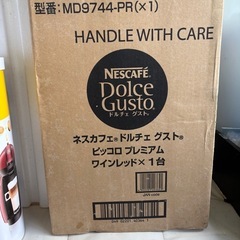 型番：MD9744-PR(×1)
HANDLE WITH CARE
NESCAFÉ
Dolce
Gusto
ドルチェ グスト
ネスカフェ®ドルチェ グスト®
ピッコロ プレミアム
ワインレッド×1台